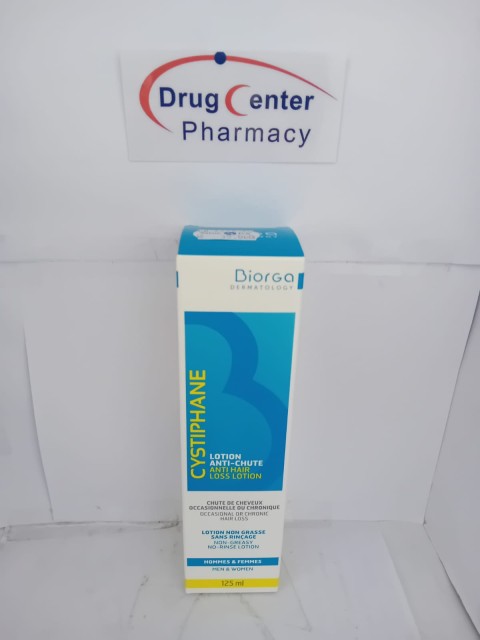 Drug Center
Pharmacy
Biorga
DERMATOLOGY
CYSTIPHANE
LOTION
ANTI-CHUTE
ANTI HAIR
LOSS LOTION
CHUTE DE CHEVEUX
OCCASIONNELLE OU CHRONIQUE
OCCASIONAL OR CHRONIC
HAIR LOSS
LOTION NON GRASSE
SANS RINÇAGE
NON-GREASY
NO-RINSE LOTION
HOMMES & FEMMES
MEN & WOMEN
125 ml